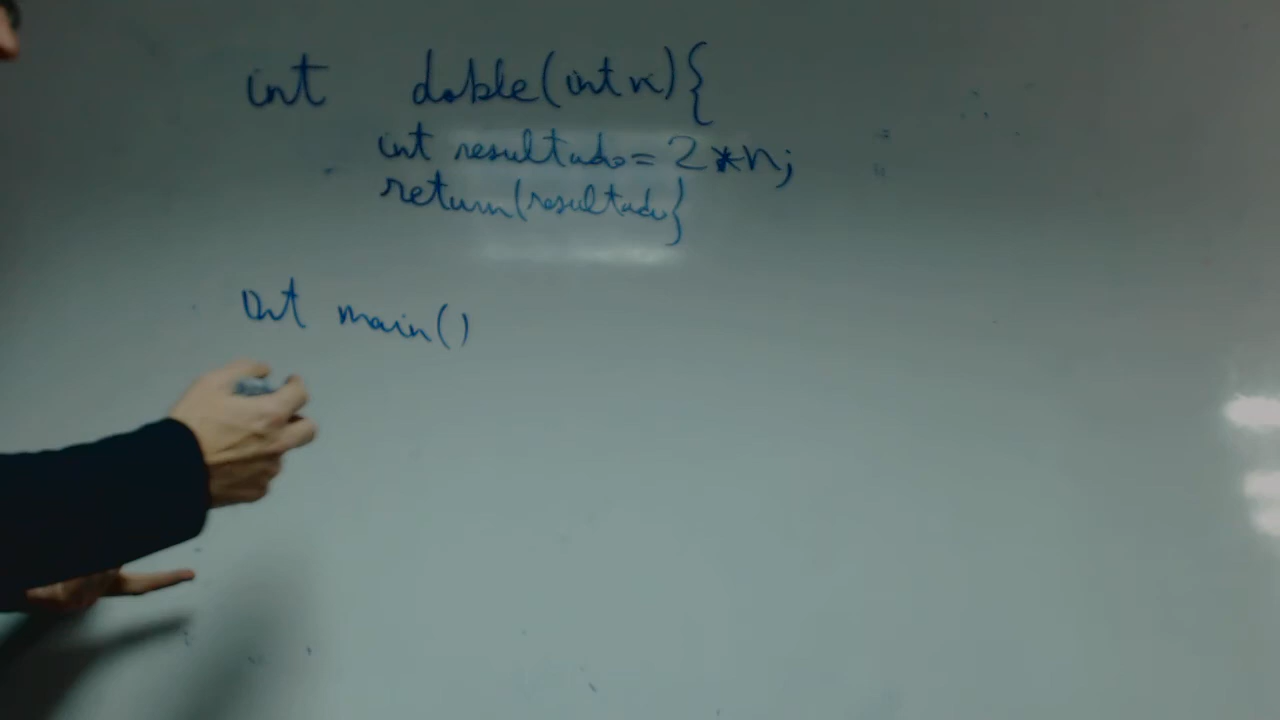 int doble(int n){
int resultado=2*n;
return(resultado}
int main()